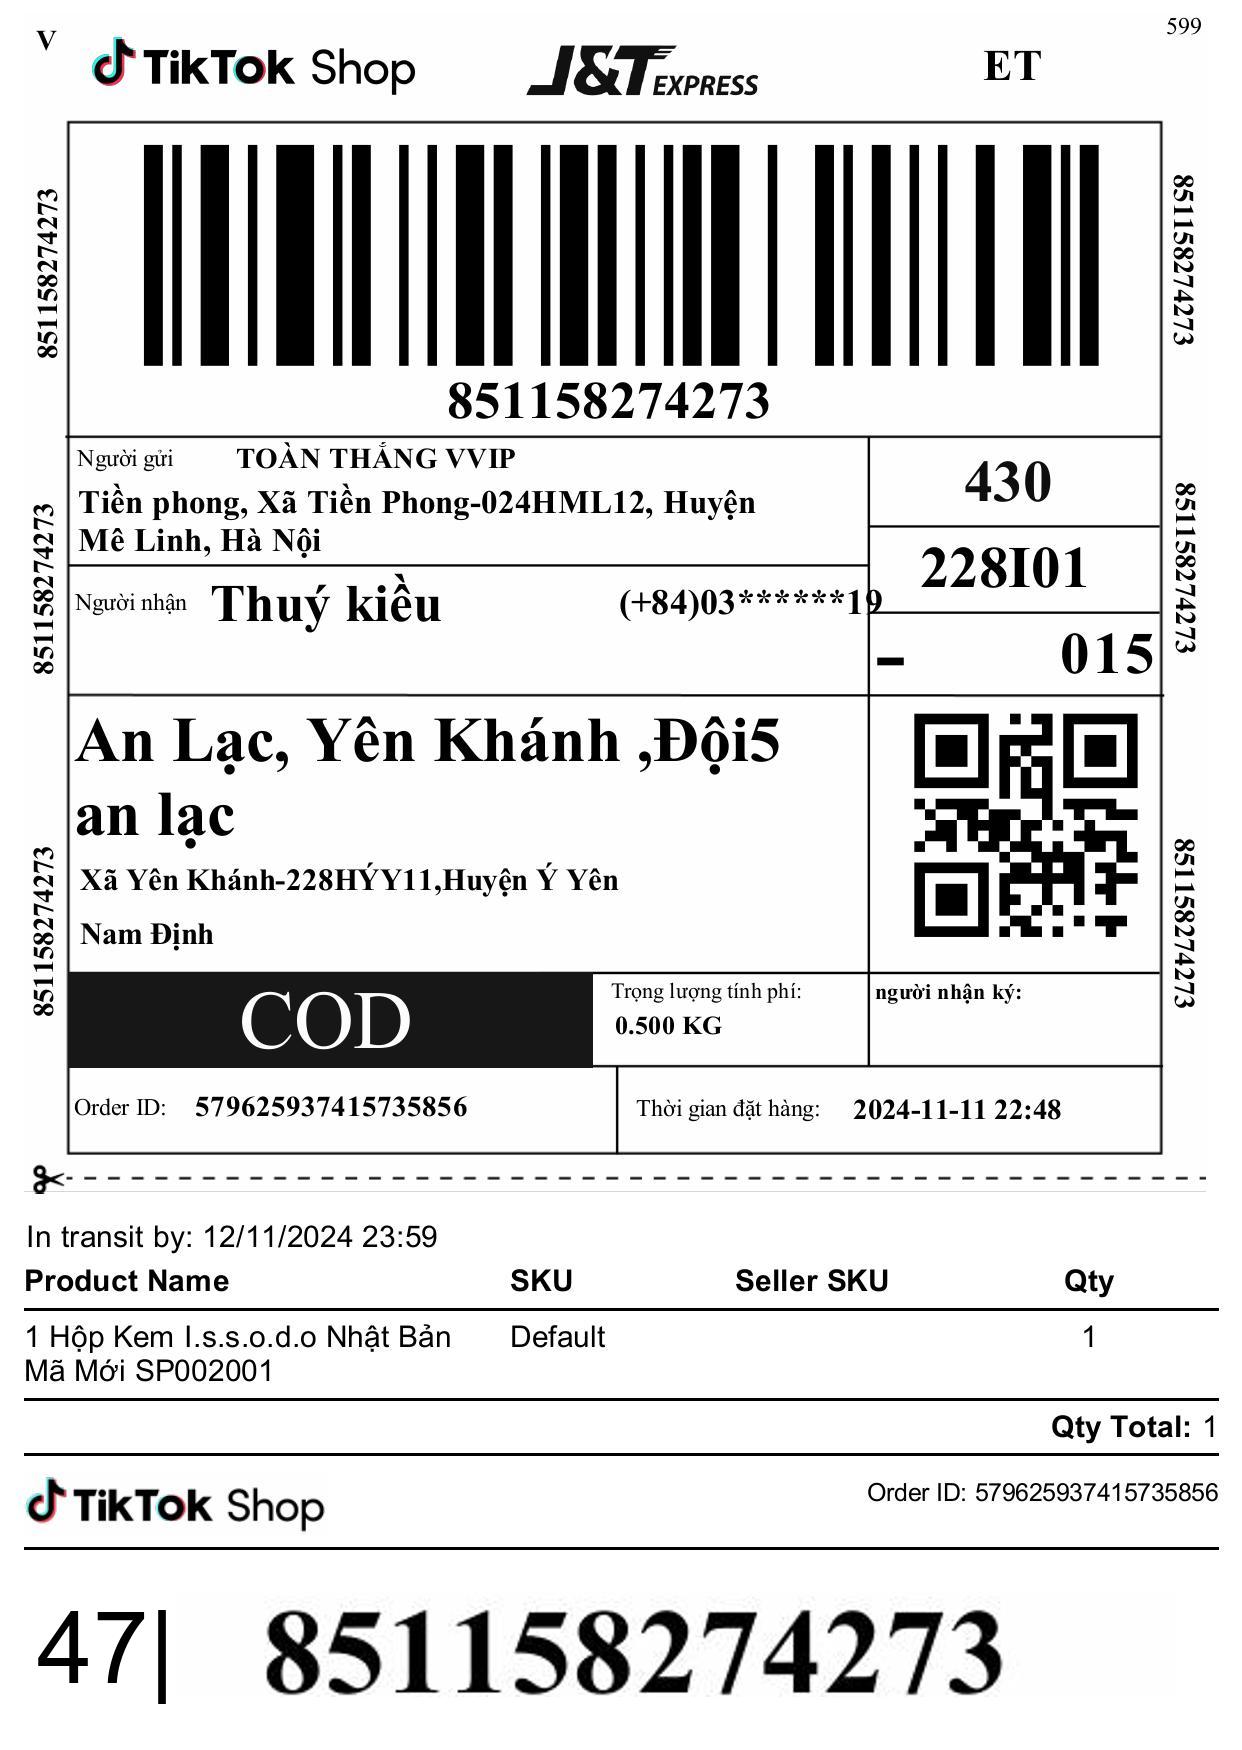 599
V
TikTok Shop
J&T EXPRESS
ET
851158274273
851158274273
851158274273
851158274273
851158274273
851158274273
851158274273
Người gửi TOÀN THẮNG VVIP
Tiền phong, Xã Tiền Phong-024HML12, Huyện
Mê Linh, Hà Nội
430
228I01
Người nhận Thuý kiều (+84)03******19
- 015
An Lạc, Yên Khánh ,Đội5
an lạc
Xã Yên Khánh-228HÝY11,Huyện Ý Yên
Nam Định
COD
Trọng lượng tính phí:
0.500 KG
người nhận ký:
Order ID: 579625937415735856
Thời gian đặt hàng: 2024-11-11 22:48
In transit by: 12/11/2024 23:59
Product Name SKU Seller SKU Qty
1 Hộp Kem I.s.s.o.d.o Nhật Bản Default 1
Mã Mới SP002001
Qty Total: 1
TikTok Shop
Order ID: 579625937415735856
47| 851158274273